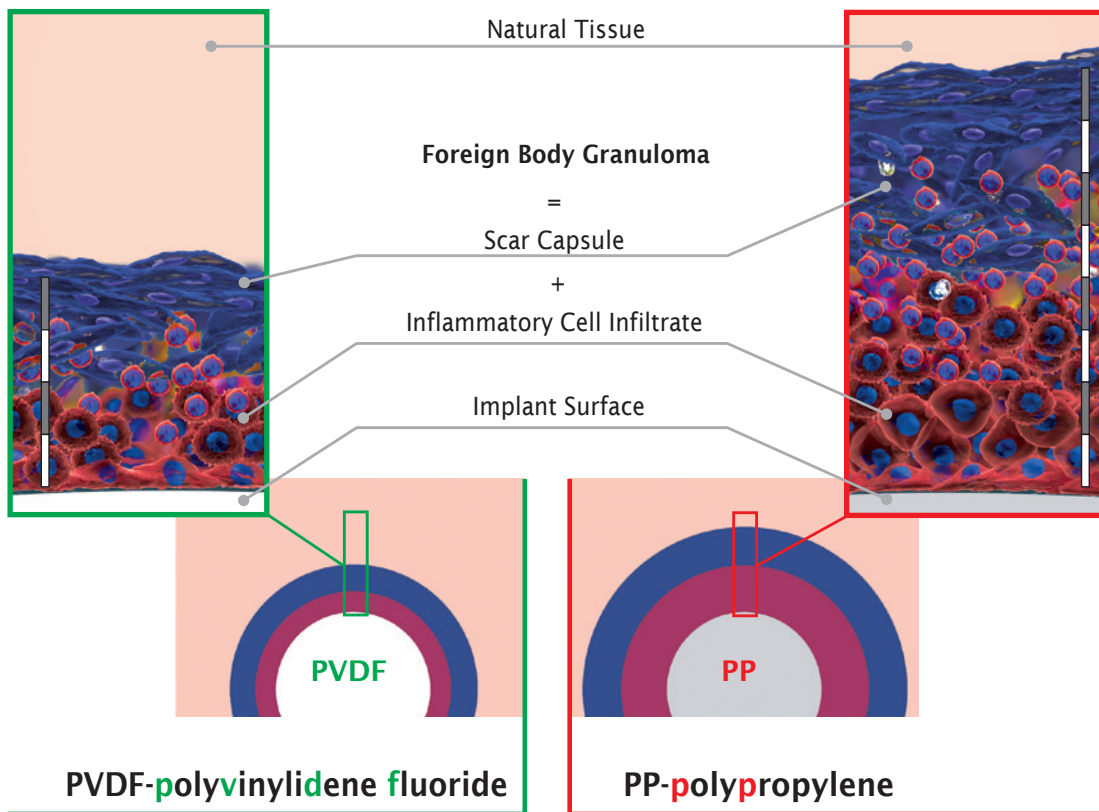 Natural Tissue
Foreign Body Granuloma
=
Scar Capsule
+
Inflammatory Cell Infiltrate
Implant Surface
PVDF
PP
PVDF-polyvinylidene fluoride
PP-polypropylene